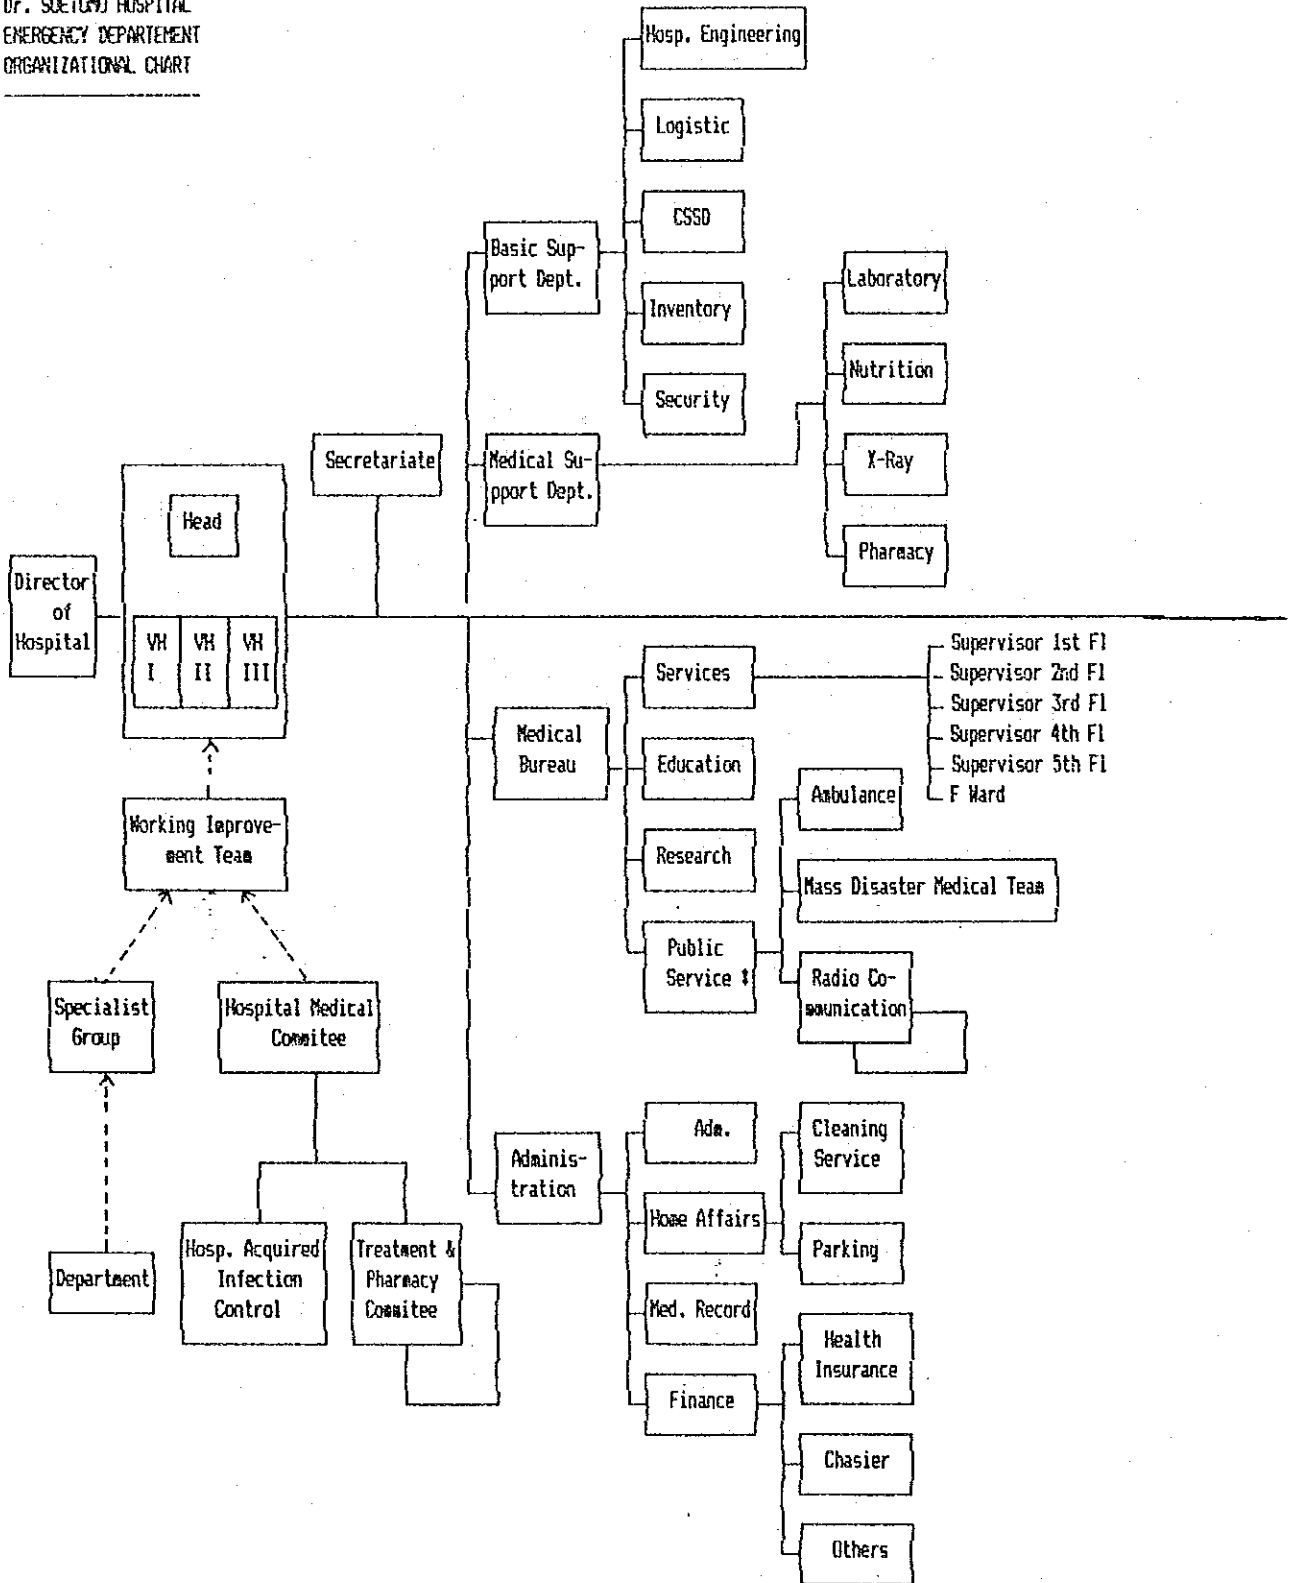 Dr. SOETOMO HOSPITAL
EMERGENCY DEPARTEMENT
ORGANIZATIONAL CHART
Hosp. Engineering
Logistic
CSSD
Basic Sup-
port Dept.
Inventory
Security
Laboratory
Nutrition
X-Ray
Pharmacy
Secretariate
Medical Su-
pport Dept.
Head
Director
of
Hospital
VH
I
VH
II
VH
III
Services
Supervisor 1st Fl
Supervisor 2nd Fl
Supervisor 3rd Fl
Supervisor 4th Fl
Supervisor 5th Fl
F Ward
Medical
Bureau
Education
Research
Public
Service *
Ambulance
Mass Disaster Medical Team
Radio Co-
mmunication
Working Improve-
ment Team
Specialist
Group
Hospital Medical
Commitee
Department
Hosp. Acquired
Infection
Control
Treatment &
Pharmacy
Commitee
Adminis-
tration
Adm.
Home Affairs
Med. Record
Finance
Cleaning
Service
Parking
Health
Insurance
Chasier
Others